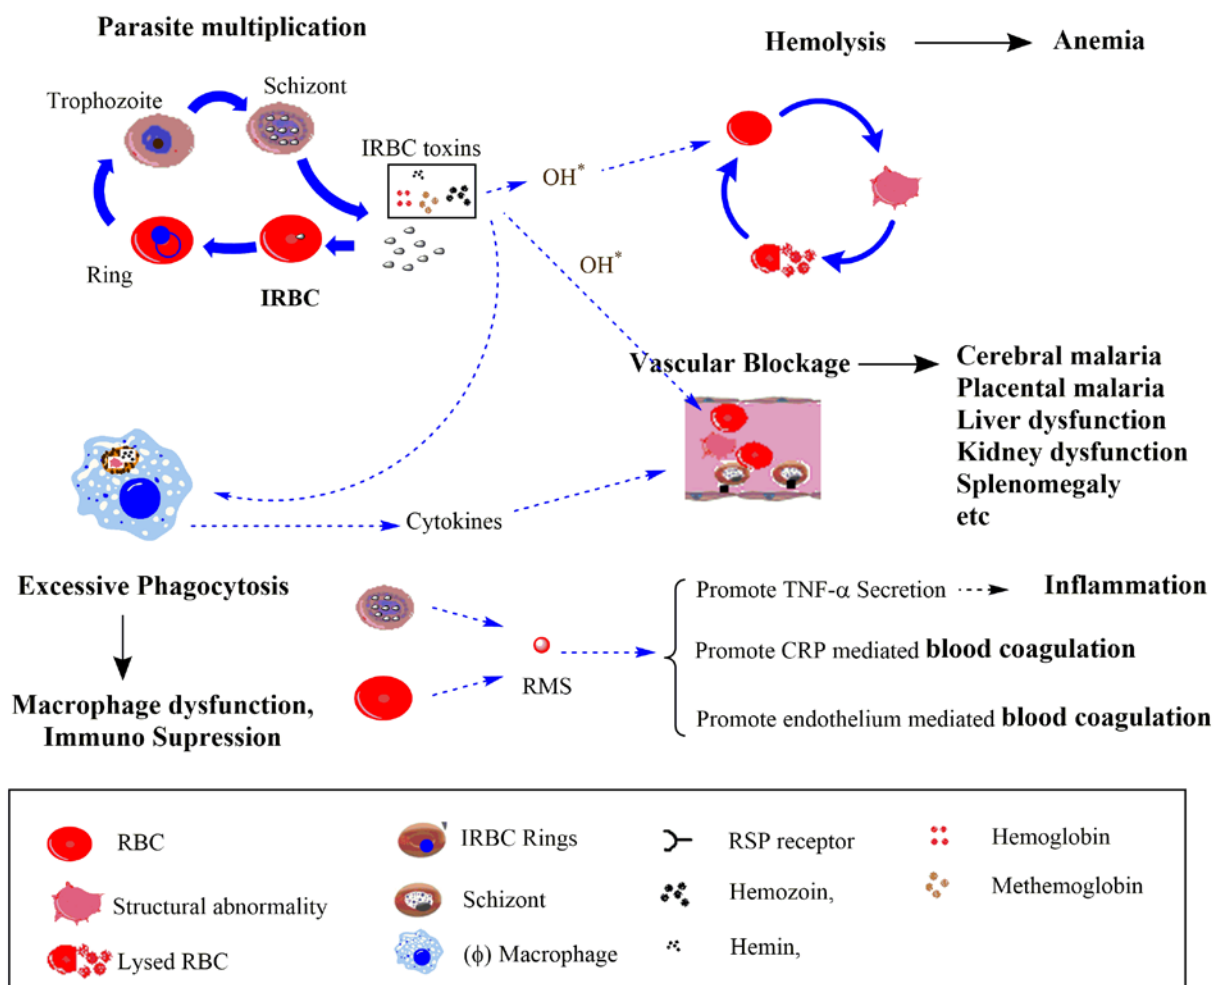 Parasite multiplication
Hemolysis
Anemia
Trophozoite
Schizont
IRBC toxins
OH*
Ring
IRBC
OH*
Vascular Blockage
Cerebral malaria
Placental malaria
Liver dysfunction
Kidney dysfunction
Splenomegaly
etc
Cytokines
Excessive Phagocytosis
Macrophage dysfunction,
Immuno Supression
RMS
Promote TNF-α Secretion
Inflammation
Promote CRP mediated blood coagulation
Promote endothelium mediated blood coagulation
RBC
IRBC Rings
RSP receptor
Hemoglobin
Structural abnormality
Schizont
Hemozoin,
Methemoglobin
Lysed RBC
(ϕ) Macrophage
Hemin,